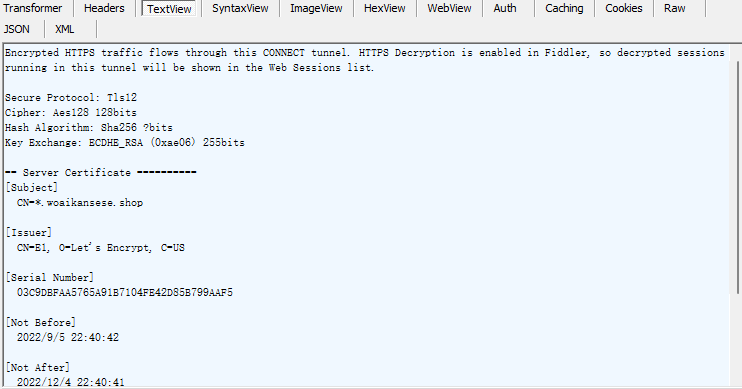 Transformer Headers TextView SyntaxView ImageView HexView WebView Auth Caching Cookies Raw
JSON XML
Encrypted HTTPS traffic flows through this CONNECT tunnel. HTTPS Decryption is enabled in Fiddler, so decrypted sessions
running in this tunnel will be shown in the Web Sessions list.
Secure Protocol: Tls12
Cipher: Aes128 128bits
Hash Algorithm: Sha256 ?bits
Key Exchange: ECDHE_RSA (0xae06) 255bits
-- Server Certificate ----------
[Subject]
CN=*.woaikansese.shop
[Issuer]
CN=E1, O=Let's Encrypt, C=US
[Serial Number]
03C9DBFAA5765A91B7104FE42D85B799AAF5
[Not Before]
2022/9/5 22:40:42
[Not After]
2022/12/4 22:40:41